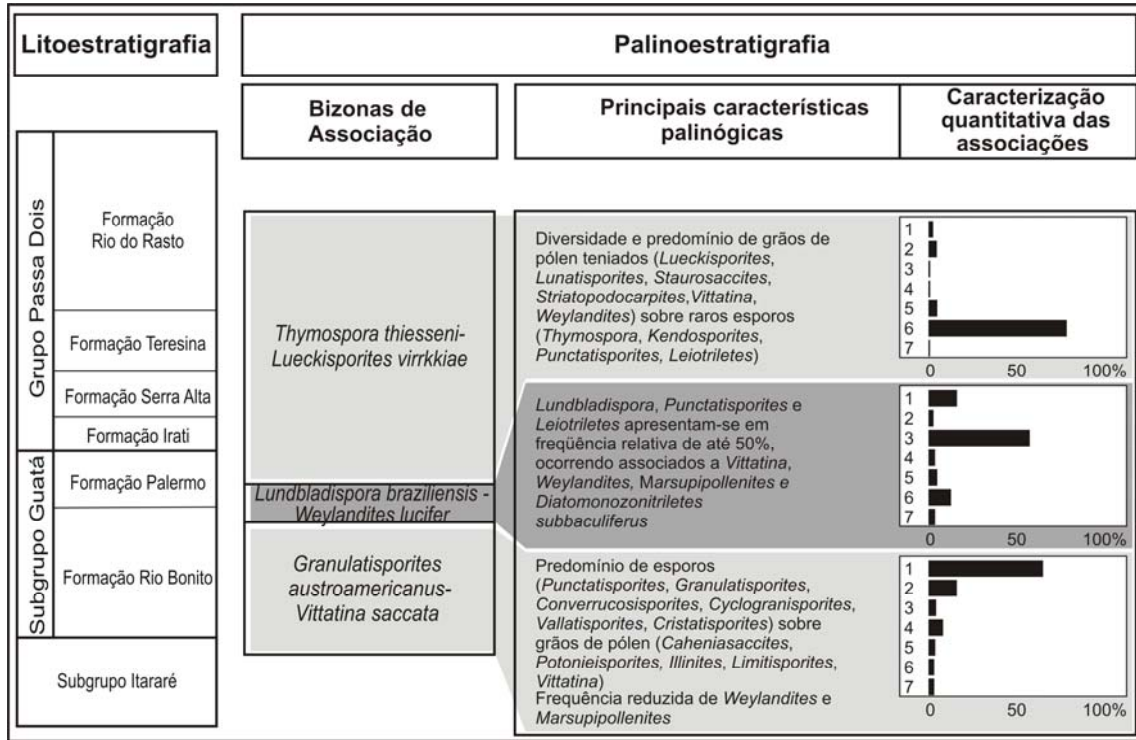 Litoestratigrafia
Palinoestratigrafia
Bizonas de
Associação
Principais características
palinógicas
Caracterização
quantitativa das
associações
Grupo Passa Dois
Formação
Rio do Rasto
Formação Teresina
Formação Serra Alta
Formação Irati
Subgrupo Guatá
Formação Palermo
Formação Rio Bonito
Subgrupo Itararé
Thymospora thiesseni-
Lueckisporites virrkkiae
Lundbladispora braziliensis -
Weylandites lucifer
Granulatisporites
austroamericanus-
Vittatina saccata
Diversidade e predomínio de grãos de
pólen teniados (Lueckisporites,
Lunatisporites, Staurosaccites,
Striatopodocarpites,Vittatina,
Weylandites) sobre raros esporos
(Thymospora, Kendosporites,
Punctatisporites, Leiotriletes)
1
2
3
4
5
6
7
0 50 100%
Lundbladispora, Punctatisporites e
Leiotriletes apresentam-se em
freqüência relativa de até 50%,
ocorrendo associados a Vittatina,
Weylandites, Marsupipollenites e
Diatomonozonitriletes
subbaculiferus
1
2
3
4
5
6
7
0 50 100%
Predomínio de esporos
(Punctatisporites, Granulatisporites,
Converrucosisporites, Cyclogranisporites,
Vallatisporites, Cristatisporites) sobre
grãos de pólen (Caheniasaccites,
Potonieisporites, Illinites, Limitisporites,
Vittatina)
Frequência reduzida de Weylandites e
Marsupipollenites
1
2
3
4
5
6
7
0 50 100%